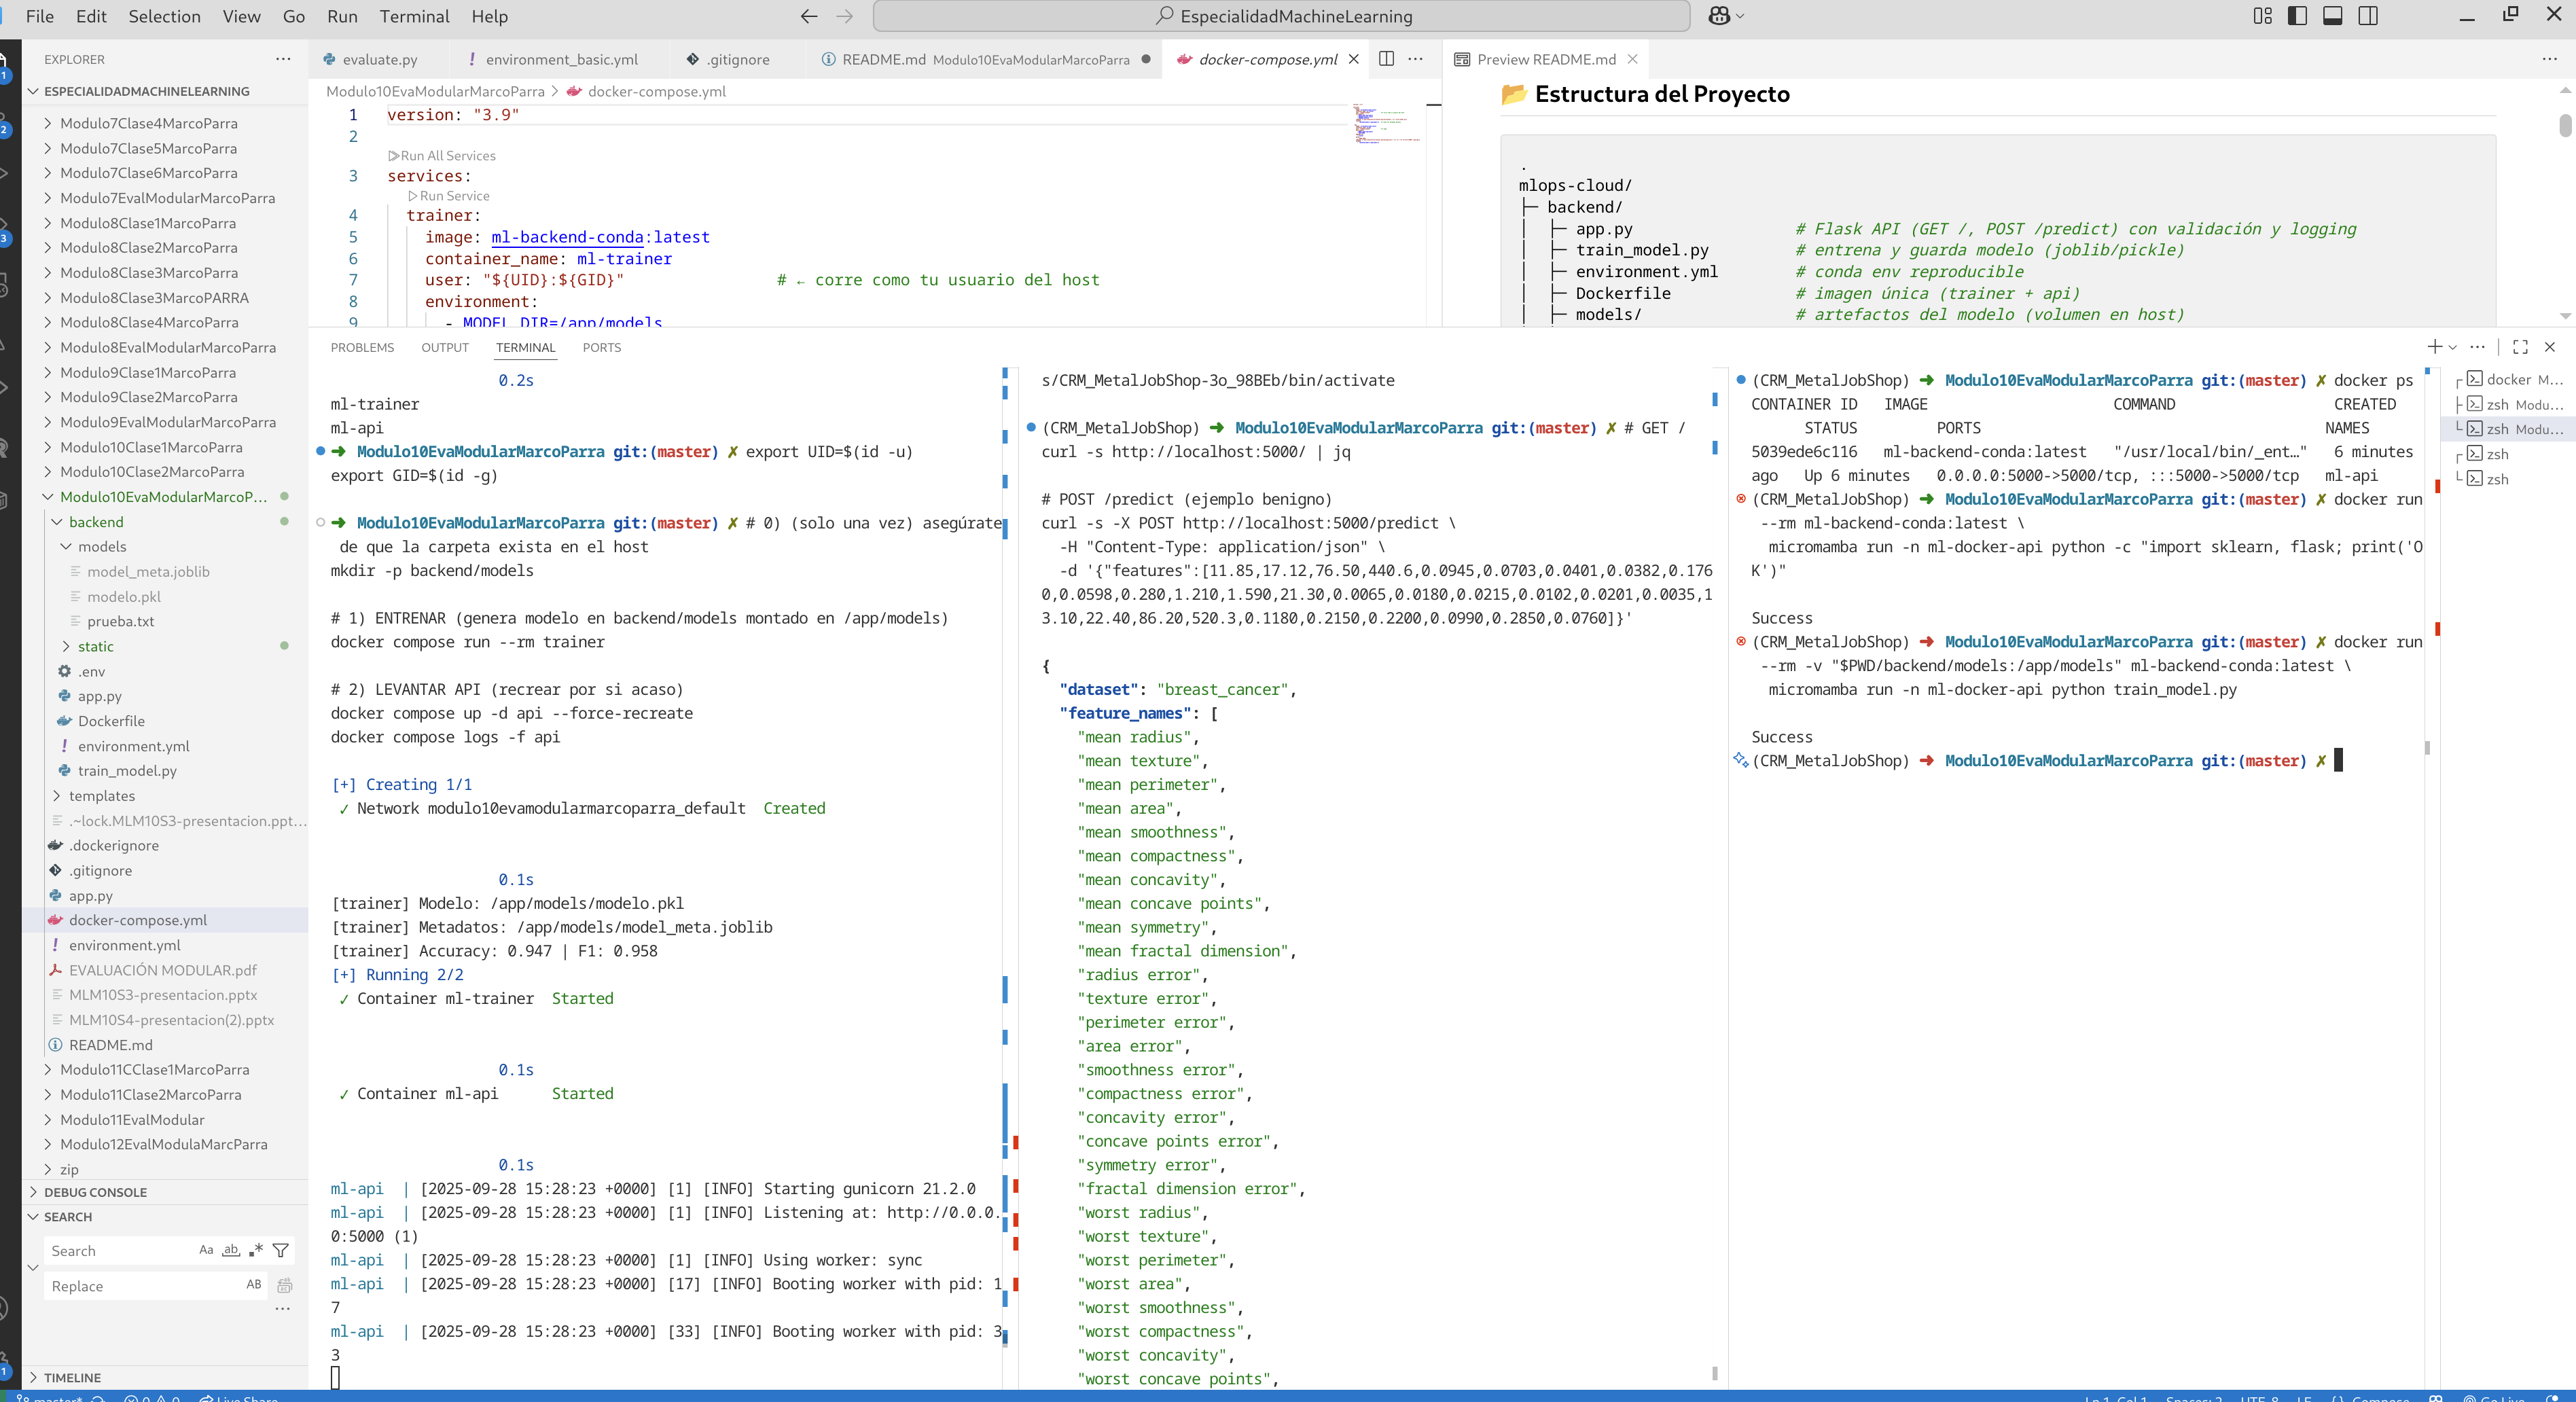 File Edit Selection View Go Run Terminal Help
EspecialidadMachineLearning
EXPLORER
ESPECIALIDADMACHINELEARNING
Modulo7Clase4MarcoParra
Modulo7Clase5MarcoParra
Modulo7Clase6MarcoParra
Modulo7EvalModularMarcoParra
Modulo8Clase1MarcoParra
Modulo8Clase2MarcoParra
Modulo8Clase3MarcoParra
Modulo8Clase3MarcoPARRA
Modulo8Clase4MarcoParra
Modulo8EvalModularMarcoParra
Modulo9Clase1MarcoParra
Modulo9Clase2MarcoParra
Modulo9EvalModularMarcoParra
Modulo10Clase1MarcoParra
Modulo10Clase2MarcoParra
Modulo10EvaModularMarcoP...
backend
models
model_meta.joblib
modelo.pkl
prueba.txt
static
.env
app.py
Dockerfile
environment.yml
train_model.py
templates
.~lock.MLM10S3-presentacion.ppt...
.dockerignore
.gitignore
app.py
docker-compose.yml
environment.yml
EVALUACIÓN MODULAR.pdf
MLM10S3-presentacion.pptx
MLM10S4-presentacion(2).pptx
README.md
Modulo11CClase1MarcoParra
Modulo11Clase2MarcoParra
Modulo11EvalModular
Modulo12EvalModulaMarcParra
zip
DEBUG CONSOLE
SEARCH
Search Aa ab .*
Replace AB
TIMELINE
evaluate.py ! environment_basic.yml .gitignore README.md Modulo10EvaModularMarcoParra docker-compose.yml
Modulo10EvaModularMarcoParra > docker-compose.yml
1 version: "3.9"
2
Run All Services
3 services:
Run Service
4 trainer:
5 image: ml-backend-conda:latest
6 container_name: ml-trainer
7 user: "${UID}:${GID}" # ← corre como tu usuario del host
8 environment:
9 - MODEL_DIR=/app/models
Preview README.md
📂 Estructura del Proyecto
.
mlops-cloud/
├─ backend/
│ ├─ app.py # Flask API (GET /, POST /predict) con validación y logging
│ ├─ train_model.py # entrena y guarda modelo (joblib/pickle)
│ ├─ environment.yml # conda env reproducible
│ ├─ Dockerfile # imagen única (trainer + api)
│ ├─ models/ # artefactos del modelo (volumen en host)
PROBLEMS OUTPUT TERMINAL PORTS
0.2s
ml-trainer
ml-api
➜ Modulo10EvaModularMarcoParra git:(master) ✗ export UID=$(id -u)
export GID=$(id -g)
➜ Modulo10EvaModularMarcoParra git:(master) ✗ # 0) (solo una vez) asegúrate
de que la carpeta exista en el host
mkdir -p backend/models
# 1) ENTRENAR (genera modelo en backend/models montado en /app/models)
docker compose run --rm trainer
# 2) LEVANTAR API (recrear por si acaso)
docker compose up -d api --force-recreate
docker compose logs -f api
[+] Creating 1/1
✓ Network modulo10evamodularmarcoparra_default Created
0.1s
[trainer] Modelo: /app/models/modelo.pkl
[trainer] Metadatos: /app/models/model_meta.joblib
[trainer] Accuracy: 0.947 | F1: 0.958
[+] Running 2/2
✓ Container ml-trainer Started
0.1s
✓ Container ml-api Started
0.1s
ml-api | [2025-09-28 15:28:23 +0000] [1] [INFO] Starting gunicorn 21.2.0
ml-api | [2025-09-28 15:28:23 +0000] [1] [INFO] Listening at: http://0.0.0.
0:5000 (1)
ml-api | [2025-09-28 15:28:23 +0000] [1] [INFO] Using worker: sync
ml-api | [2025-09-28 15:28:23 +0000] [17] [INFO] Booting worker with pid: 1
7
ml-api | [2025-09-28 15:28:23 +0000] [33] [INFO] Booting worker with pid: 3
3
s/CRM_MetalJobShop-3o_98BEb/bin/activate
(CRM_MetalJobShop) ➜ Modulo10EvaModularMarcoParra git:(master) ✗ # GET /
curl -s http://localhost:5000/ | jq
# POST /predict (ejemplo benigno)
curl -s -X POST http://localhost:5000/predict \
-H "Content-Type: application/json" \
-d '{"features":[11.85,17.12,76.50,440.6,0.0945,0.0703,0.0401,0.0382,0.176
0,0.0598,0.280,1.210,1.590,21.30,0.0065,0.0180,0.0215,0.0102,0.0201,0.0035,1
3.10,22.40,86.20,520.3,0.1180,0.2150,0.2200,0.0990,0.2850,0.0760]}'
{
"dataset": "breast_cancer",
"feature_names": [
"mean radius",
"mean texture",
"mean perimeter",
"mean area",
"mean smoothness",
"mean compactness",
"mean concavity",
"mean concave points",
"mean symmetry",
"mean fractal dimension",
"radius error",
"texture error",
"perimeter error",
"area error",
"smoothness error",
"compactness error",
"concavity error",
"concave points error",
"symmetry error",
"fractal dimension error",
"worst radius",
"worst texture",
"worst perimeter",
"worst area",
"worst smoothness",
"worst compactness",
"worst concavity",
"worst concave points",
(CRM_MetalJobShop) ➜ Modulo10EvaModularMarcoParra git:(master) ✗ docker ps
CONTAINER ID IMAGE COMMAND CREATED
STATUS PORTS NAMES
5039ede6c116 ml-backend-conda:latest "/usr/local/bin/_ent…" 6 minutes
ago Up 6 minutes 0.0.0.0:5000->5000/tcp, :::5000->5000/tcp ml-api
(CRM_MetalJobShop) ➜ Modulo10EvaModularMarcoParra git:(master) ✗ docker run
--rm ml-backend-conda:latest \
micromamba run -n ml-docker-api python -c "import sklearn, flask; print('O
K')"
Success
(CRM_MetalJobShop) ➜ Modulo10EvaModularMarcoParra git:(master) ✗ docker run
--rm -v "$PWD/backend/models:/app/models" ml-backend-conda:latest \
micromamba run -n ml-docker-api python train_model.py
Success
(CRM_MetalJobShop) ➜ Modulo10EvaModularMarcoParra git:(master) ✗
docker M...
zsh Modu...
zsh Modu...
zsh
zsh